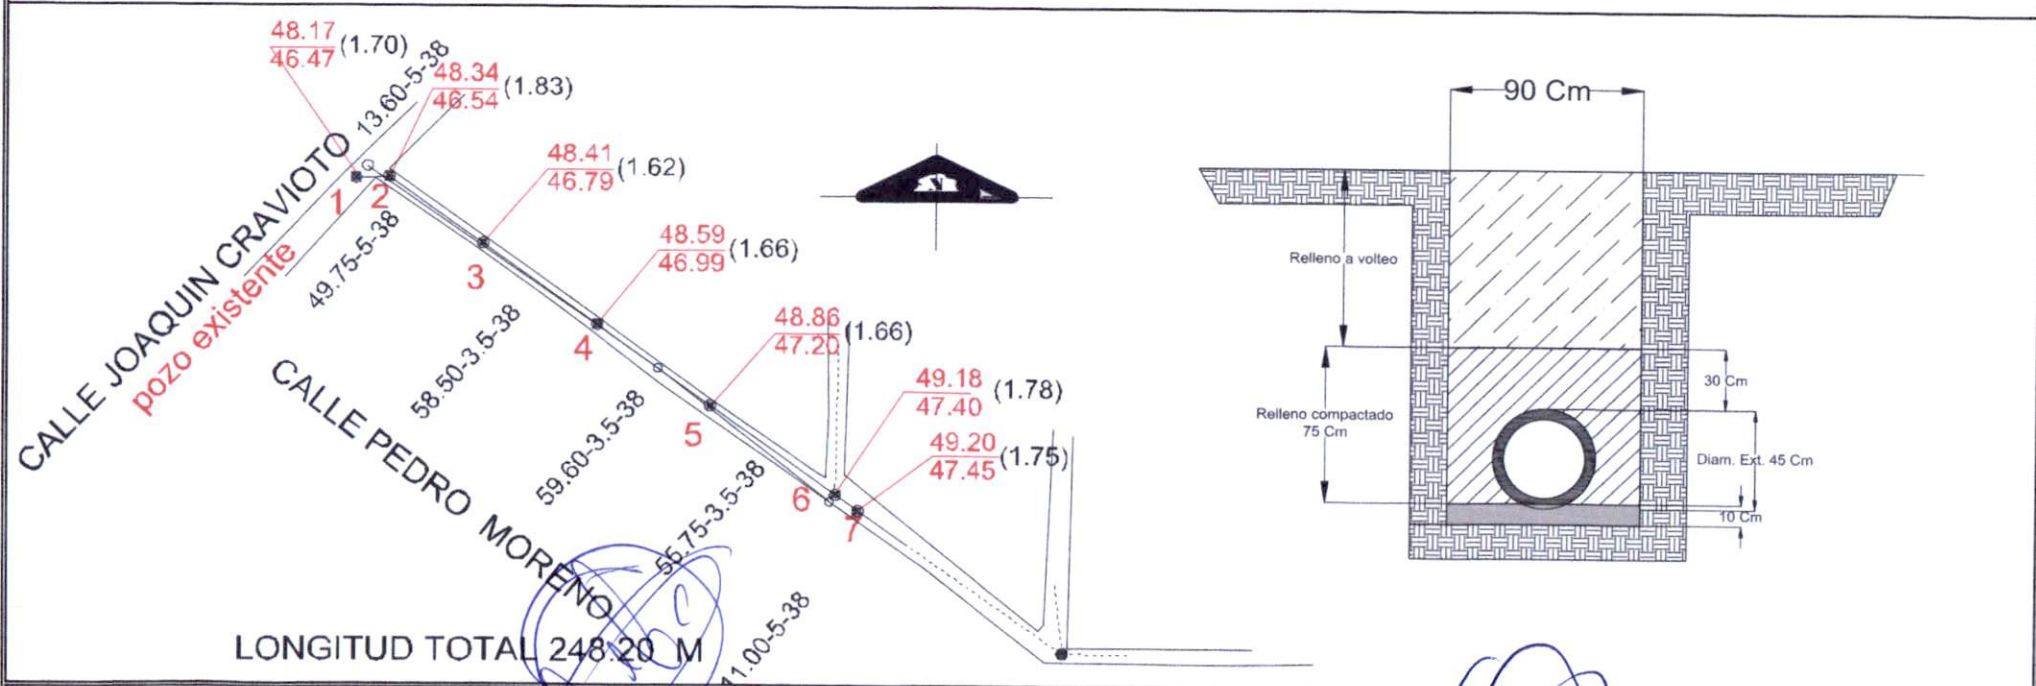 48.17
46.47
(1.70)
13.60-5-38
48.34
46.54
(1.83)
48.41
46.79
(1.62)
48.59
46.99
(1.66)
48.86
47.20
(1.66)
49.18
47.40
(1.78)
49.20
47.45
(1.75)
1
2
3
4
5
6
7
CALLE JOAQUIN CRAVIOTO
pozo existente
49.75-5-38
58.50-3.5-38
59.60-3.5-38
55.75-3.5-38
11.00-5-38
CALLE PEDRO MORENO
LONGITUD TOTAL 248.20 M
N
90 Cm
Relleno a volteo
Relleno compactado
75 Cm
30 Cm
Diam. Ext. 45 Cm
10 Cm